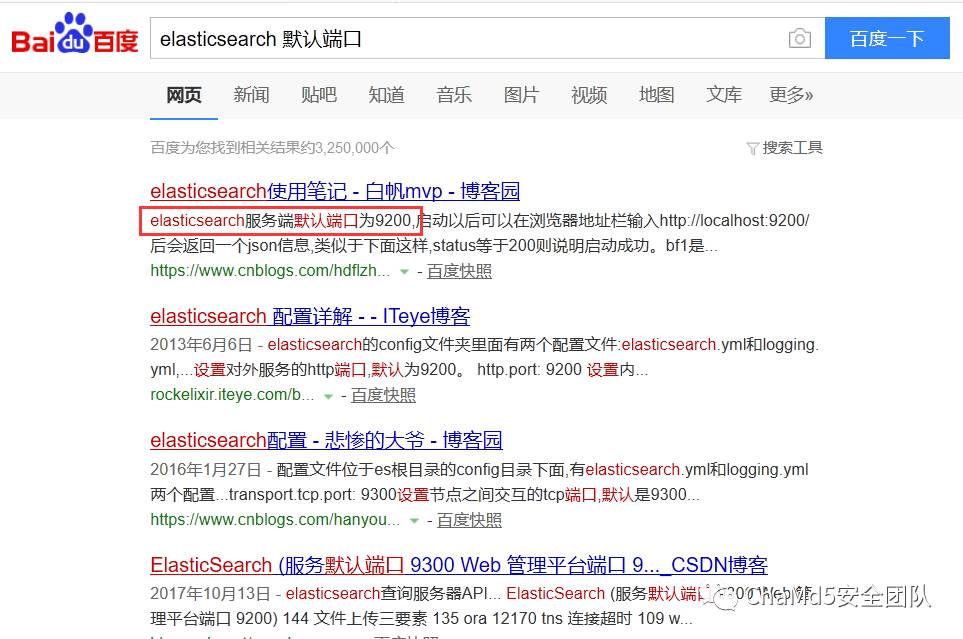 Bai du 百度
elasticsearch 默认端口
百度一下
网页 新闻 贴吧 知道 音乐 图片 视频 地图 文库 更多»
百度为您找到相关结果约3,250,000个
搜索工具
elasticsearch使用笔记 - 白帆mvp - 博客园
elasticsearch服务端默认端口为9200,启动以后可以在浏览器地址栏输入http://localhost:9200/
后会返回一个json信息,类似于下面这样,status等于200则说明启动成功。bf1是...
https://www.cnblogs.com/hdflzh... - 百度快照
elasticsearch 配置详解 - - ITeye博客
2013年6月6日 - elasticsearch的config文件夹里面有两个配置文件:elasticsearch.yml和logging.
yml,...设置对外服务的http端口,默认为9200。 http.port: 9200 设置内...
rockelixir.iteye.com/b... - 百度快照
elasticsearch配置 - 悲惨的大爷 - 博客园
2016年1月27日 - 配置文件位于es根目录的config目录下面,有elasticsearch.yml和logging.yml
两个配置...transport.tcp.port: 9300设置节点之间交互的tcp端口,默认是9300...
https://www.cnblogs.com/hanyou... - 百度快照
ElasticSearch (服务默认端口 9300 Web 管理平台端口 9..._CSDN博客
2017年10月13日 - elasticsearch查询服务器API... ElasticSearch (服务默认端
chaMd5安全团队
理平台端口 9200) 144 文件上传三要素 135 ora 12170 tns 连接超时 109 w...